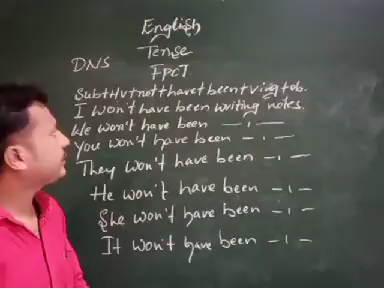 English
Tense
DNS
FPCT
Sub+Hv+not+have+been+ving+ob.
I won't have been writing notes.
We won't have been —ı—
You won't have been —ı—
They won't have been —ı—
He won't have been —ı—
She won't have been —ı—
It won't have been —ı—